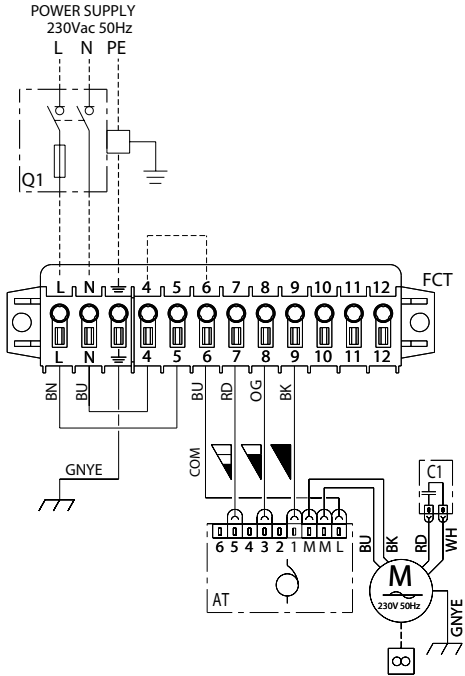 POWER SUPPLY
230Vac 50Hz
L N PE
Q1
L N 4 5 6 7 8 9 10 11 12
FCT
L N 4 5 6 7 8 9 10 11 12
BN
BU
BU
RD
OG
BK
COM
GNYE
C1
6 5 4 3 2 1 M M L
AT
BU
BK
RD
WH
M
230V 50Hz
GNYE
8